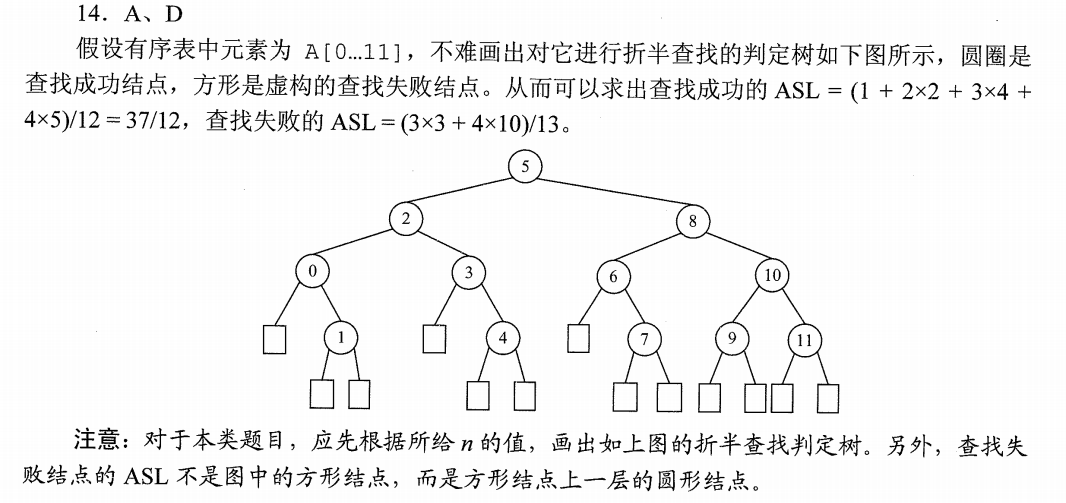 14．A、D
假设有序表中元素为 A[0…11]，不难画出对它进行折半查找的判定树如下图所示，圆圈是
查找成功结点，方形是虚构的查找失败结点。从而可以求出查找成功的 ASL = (1 + 2×2 + 3×4 +
4×5)/12 = 37/12，查找失败的 ASL = (3×3 + 4×10)/13。
5
2 8
0 3 6 10
1 4 7 9 11
注意：对于本类题目，应先根据所给 n 的值，画出如上图的折半查找判定树。另外，查找失
败结点的 ASL 不是图中的方形结点，而是方形结点上一层的圆形结点。